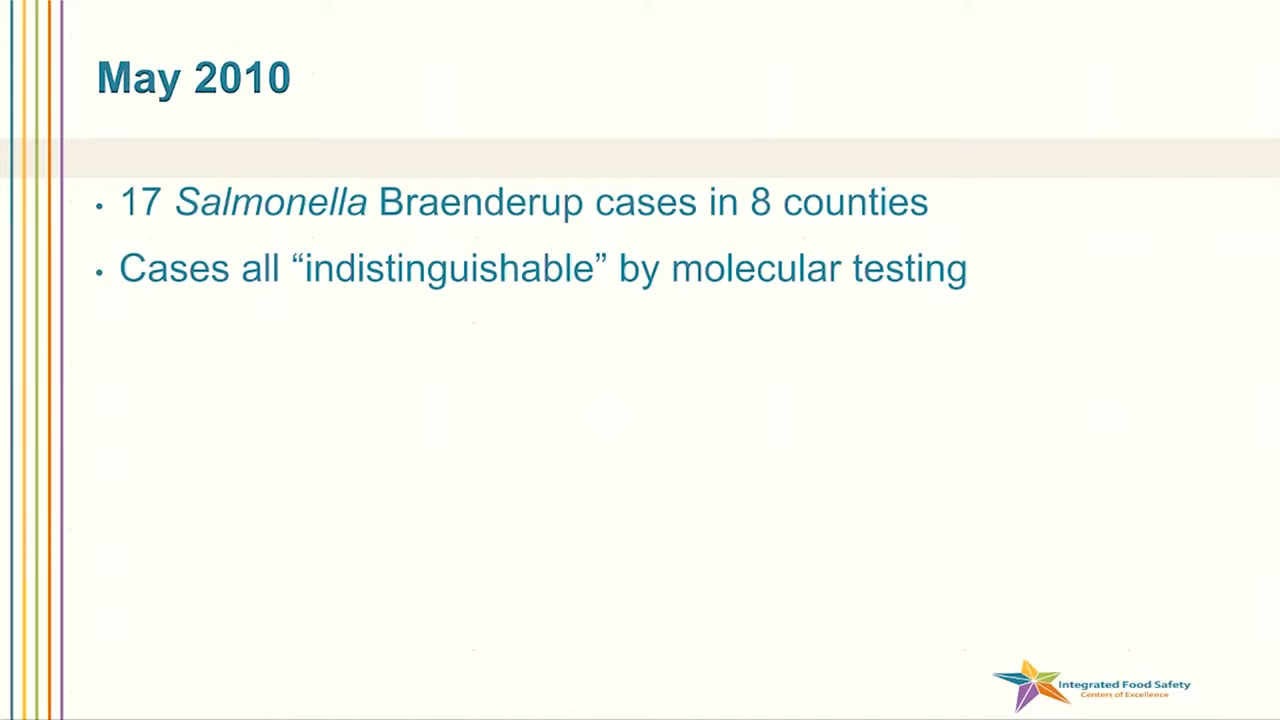 May 2010
• 17 Salmonella Braenderup cases in 8 counties
• Cases all “indistinguishable” by molecular testing
Integrated Food Safety
Centers of Excellence